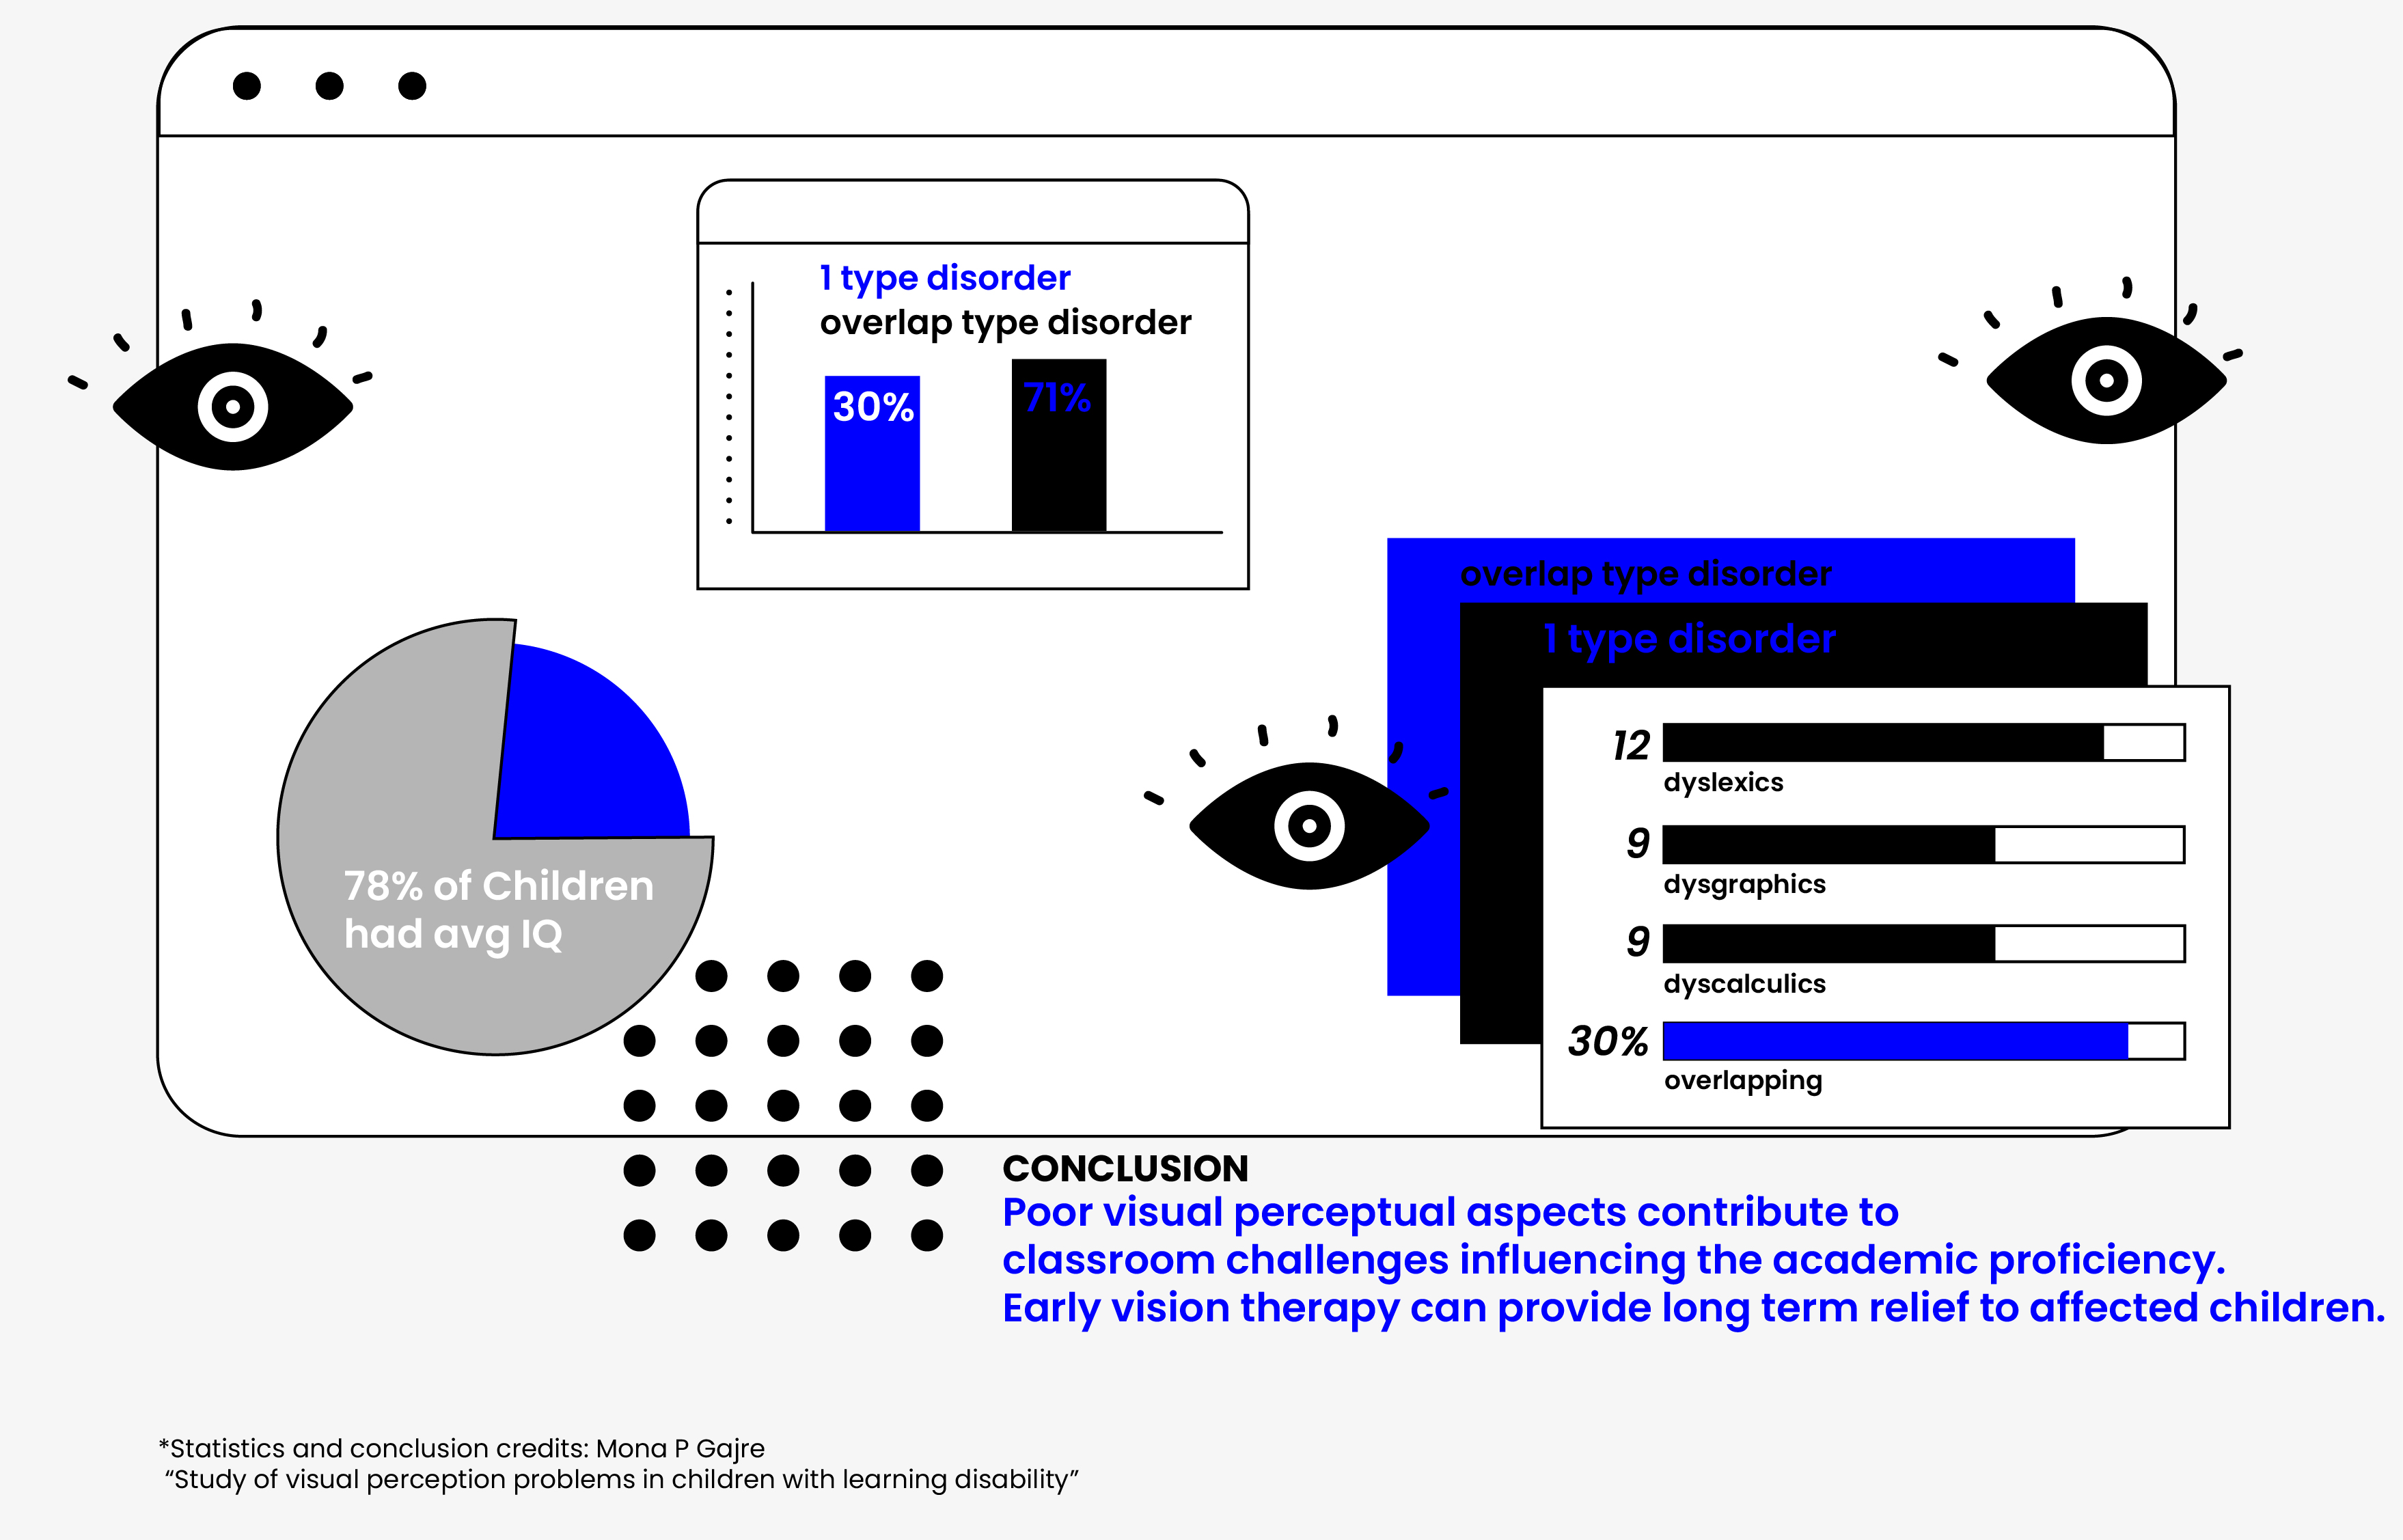 1 type disorder
overlap type disorder
30%
71%
overlap type disorder
1 type disorder
12
dyslexics
9
dysgraphics
9
dyscalculics
30%
overlapping
78% of Children
had avg IQ
CONCLUSION
Poor visual perceptual aspects contribute to
classroom challenges influencing the academic proficiency.
Early vision therapy can provide long term relief to affected children.
*Statistics and conclusion credits: Mona P Gajre
“Study of visual perception problems in children with learning disability”